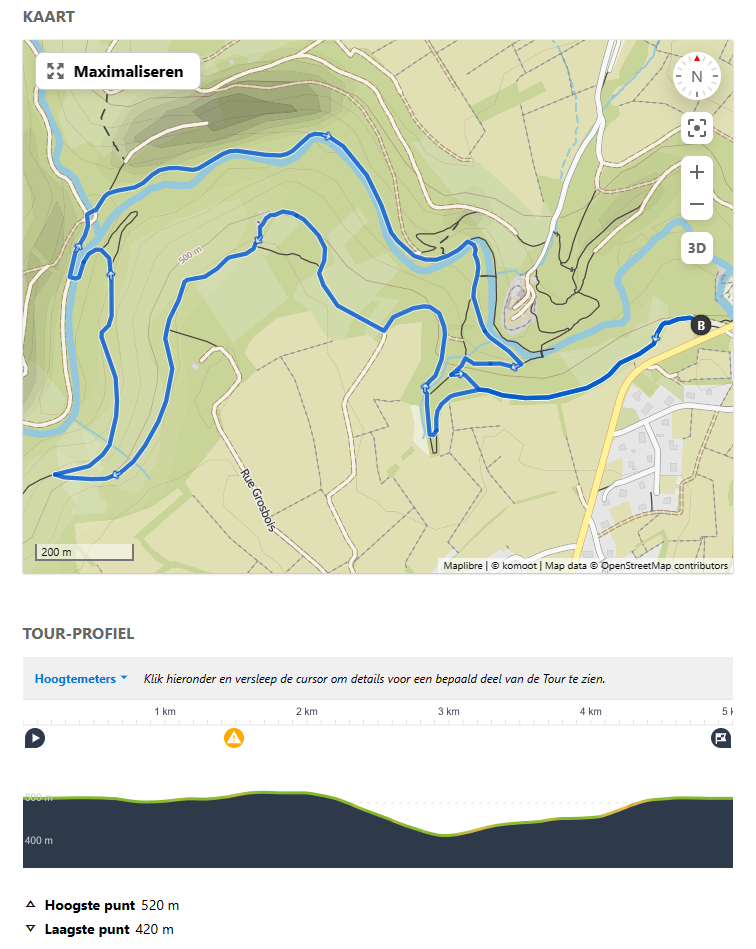 KAART
Maximaliseren
N
3D
500 m
B
Rue Grosbois
200 m
Maplibre | © komoot | Map data © OpenStreetMap contributors
TOUR-PROFIEL
Hoogtemeters Klik hieronder en versleep de cursor om details voor een bepaald deel van de Tour te zien.
1 km 2 km 3 km 4 km 5 k
500 m
400 m
Hoogste punt 520 m
Laagste punt 420 m